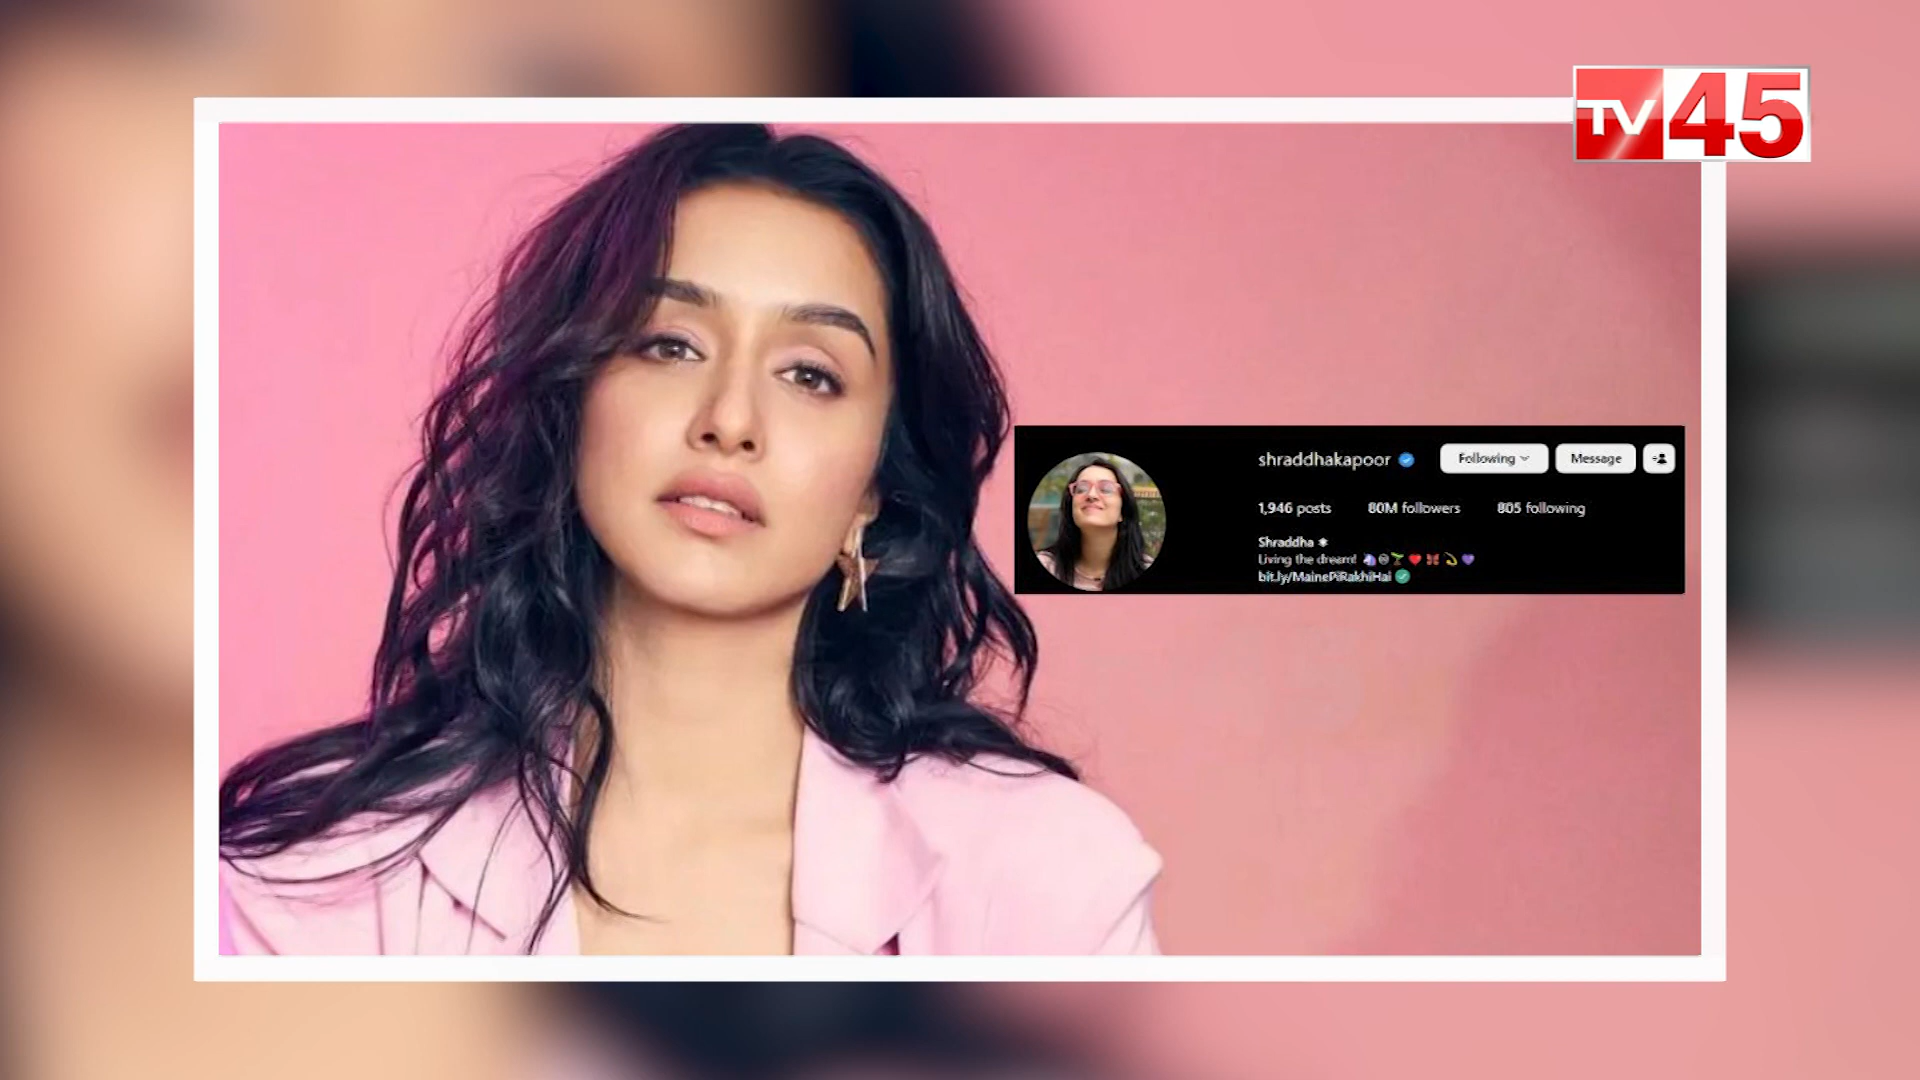 TV45
shraddhakapoor Following Message
1,946 posts 80M followers 805 following
Shraddha
Living the dream!
bit.ly/MainePiRakhiHai